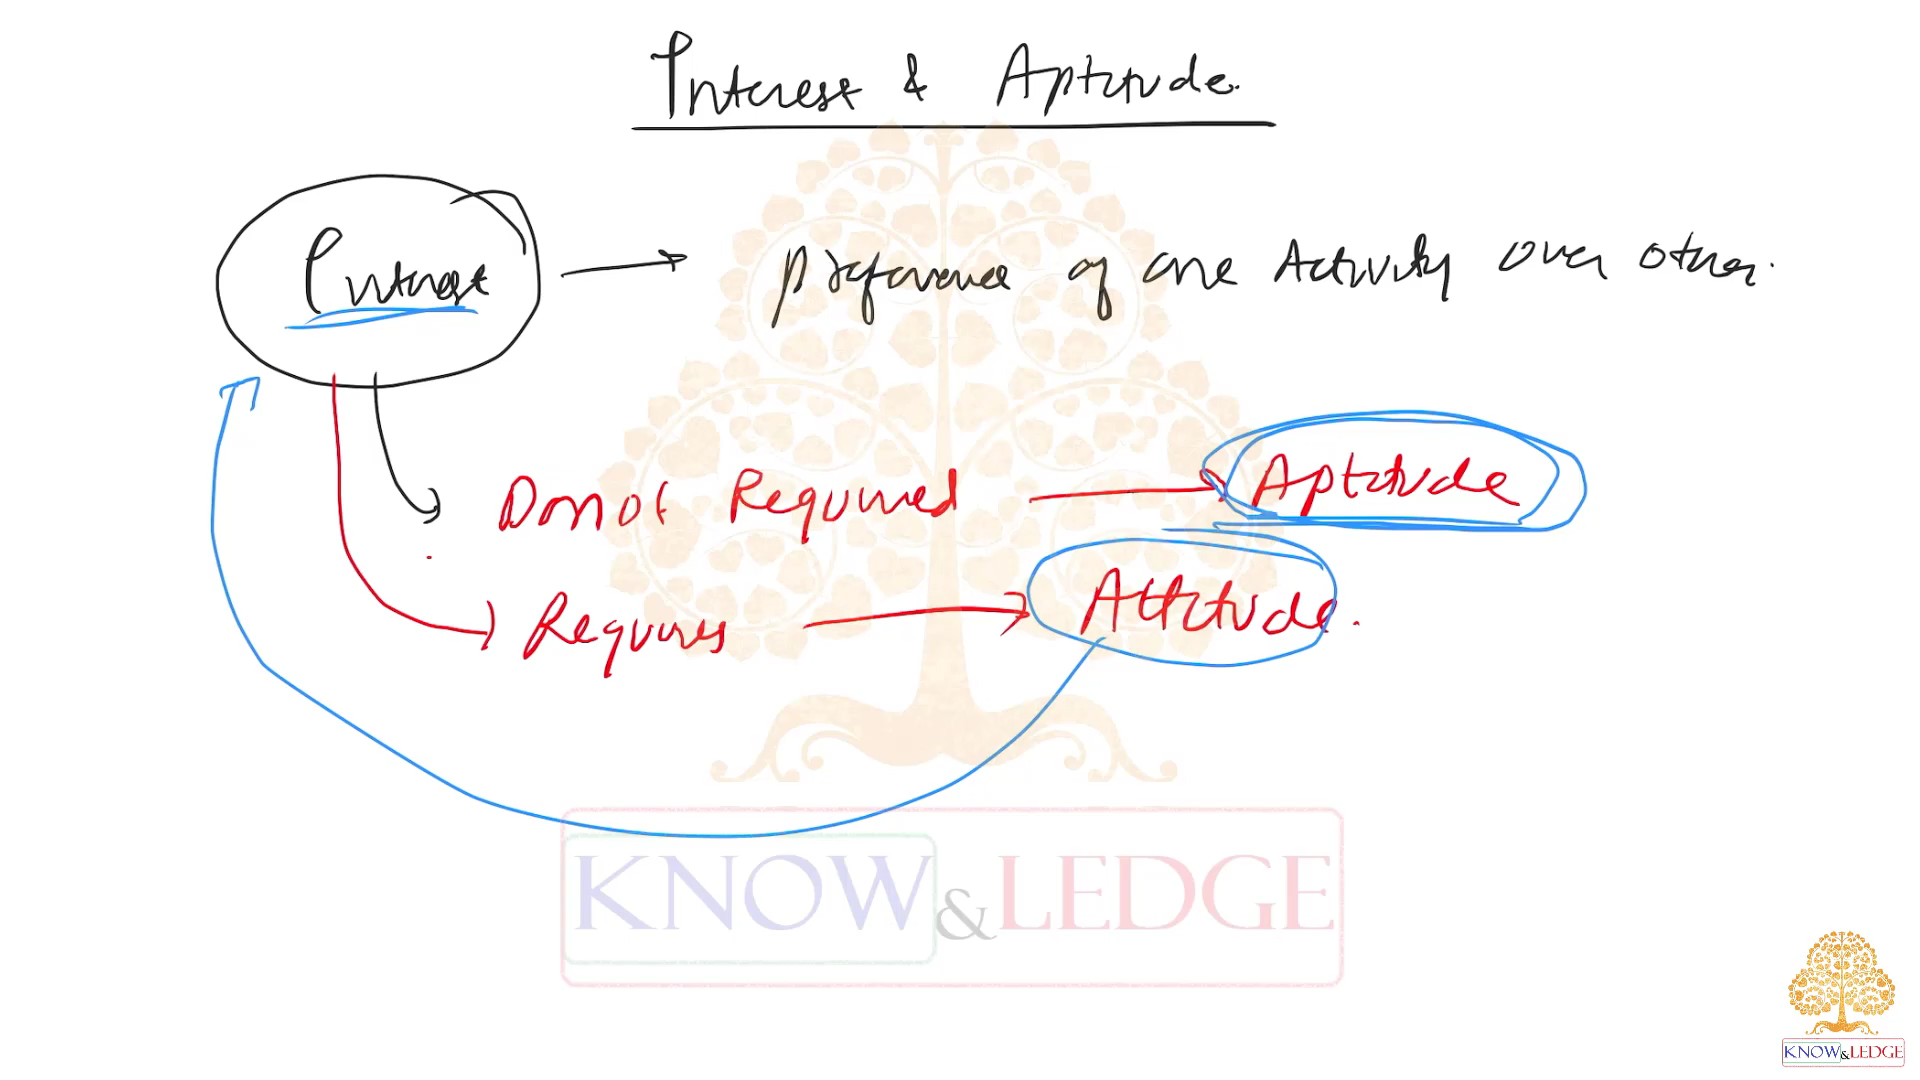 Interest & Aptitude.
Interest → Preference of one Activity over other.
Donot Required → Aptitude
Requires → Attitude.
KNOW&LEDGE
KNOW&LEDGE